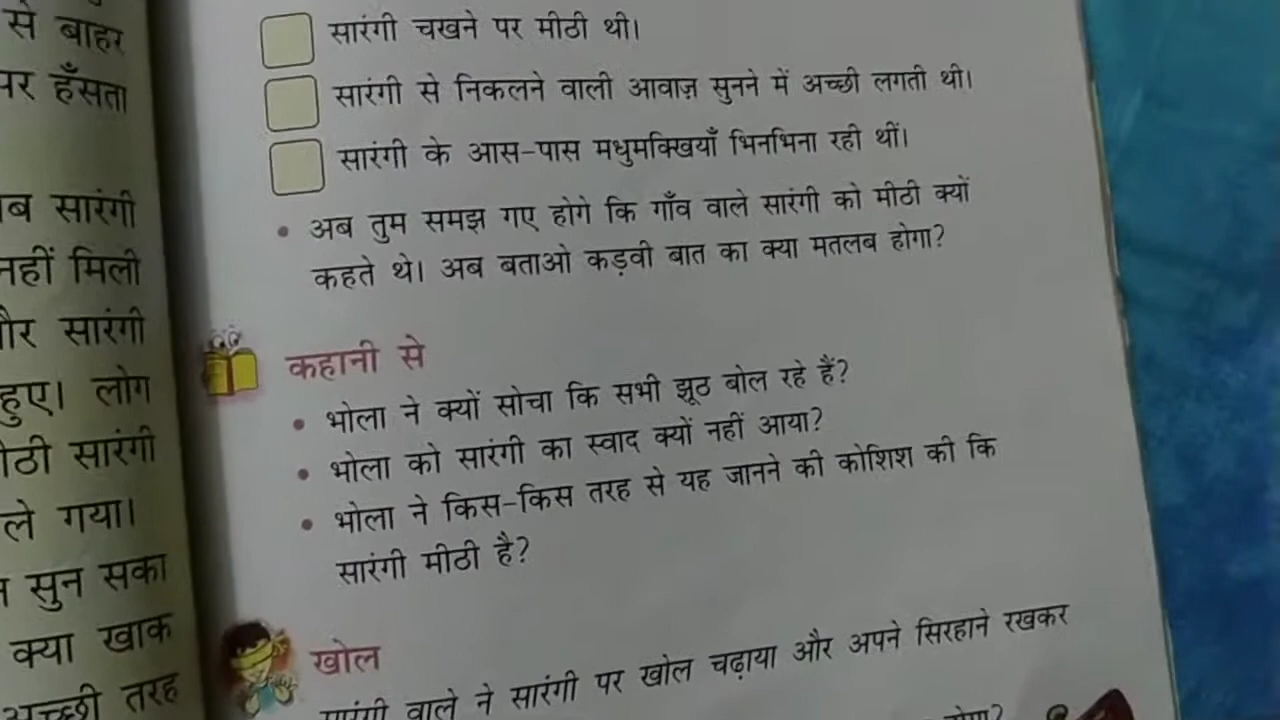 से बाहर
पर हँसता
सारंगी
नहीं मिली
सारंगी
हुए। लोग
सारंगी
ले गया।
सुन सका
क्या खाक
अच्छी तरह
सारंगी चखने पर मीठी थी।
सारंगी से निकलने वाली आवाज़ सुनने में अच्छी लगती थी।
सारंगी के आस-पास मधुमक्खियाँ भिनभिना रही थीं।
• अब तुम समझ गए होगे कि गाँव वाले सारंगी को मीठी क्यों
कहते थे। अब बताओ कड़वी बात का क्या मतलब होगा?
कहानी से
• भोला ने क्यों सोचा कि सभी झूठ बोल रहे हैं?
• भोला को सारंगी का स्वाद क्यों नहीं आया?
• भोला ने किस-किस तरह से यह जानने की कोशिश की कि
सारंगी मीठी है?
खोल
सारंगी वाले ने सारंगी पर खोल चढ़ाया और अपने सिरहाने रखकर